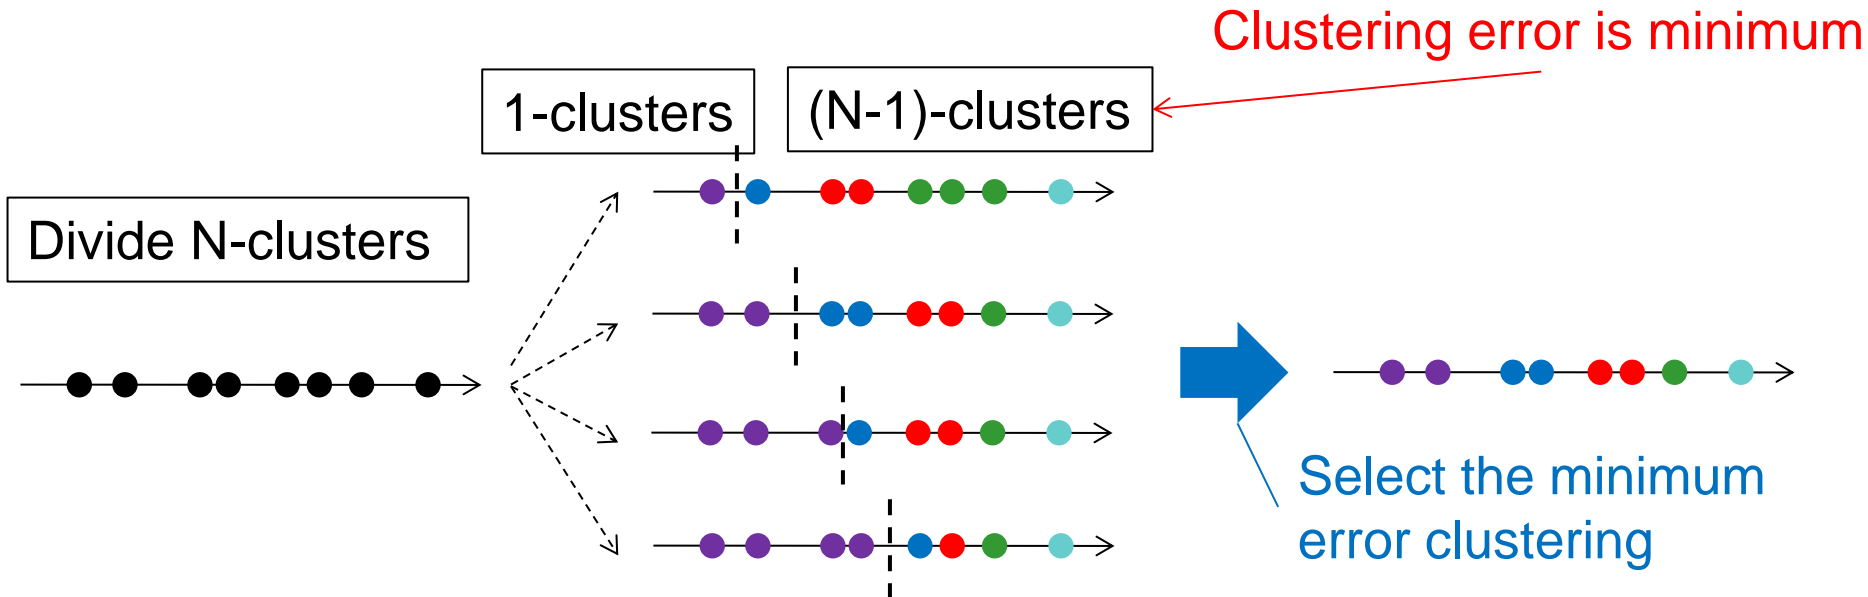 Clustering error is minimum
1-clusters
(N-1)-clusters
Divide N-clusters
Select the minimum
error clustering